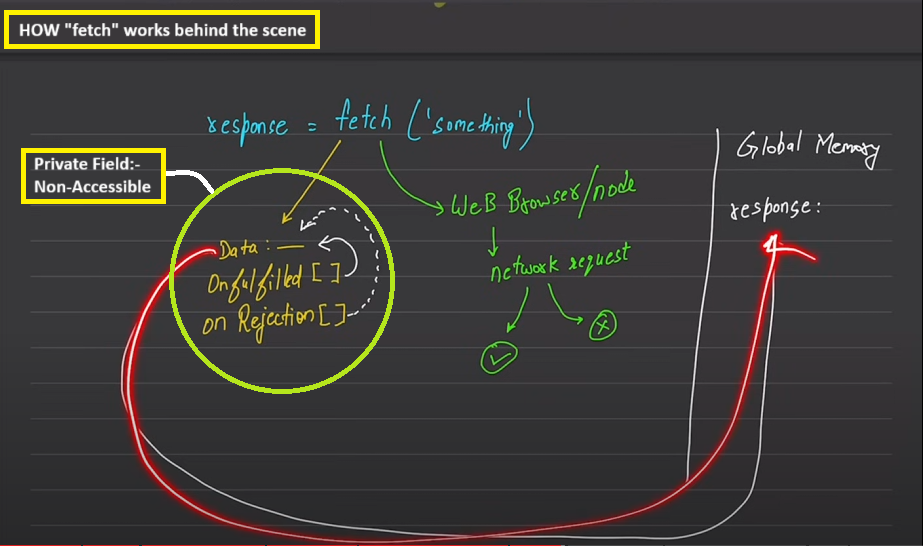 HOW "fetch" works behind the scene
response = fetch ('something')
Global Memory
Private Field:-
Non-Accessible
WeB Browser/node
response:
Data : —
Onfulfilled [ ]
on Rejection [ ]
network request